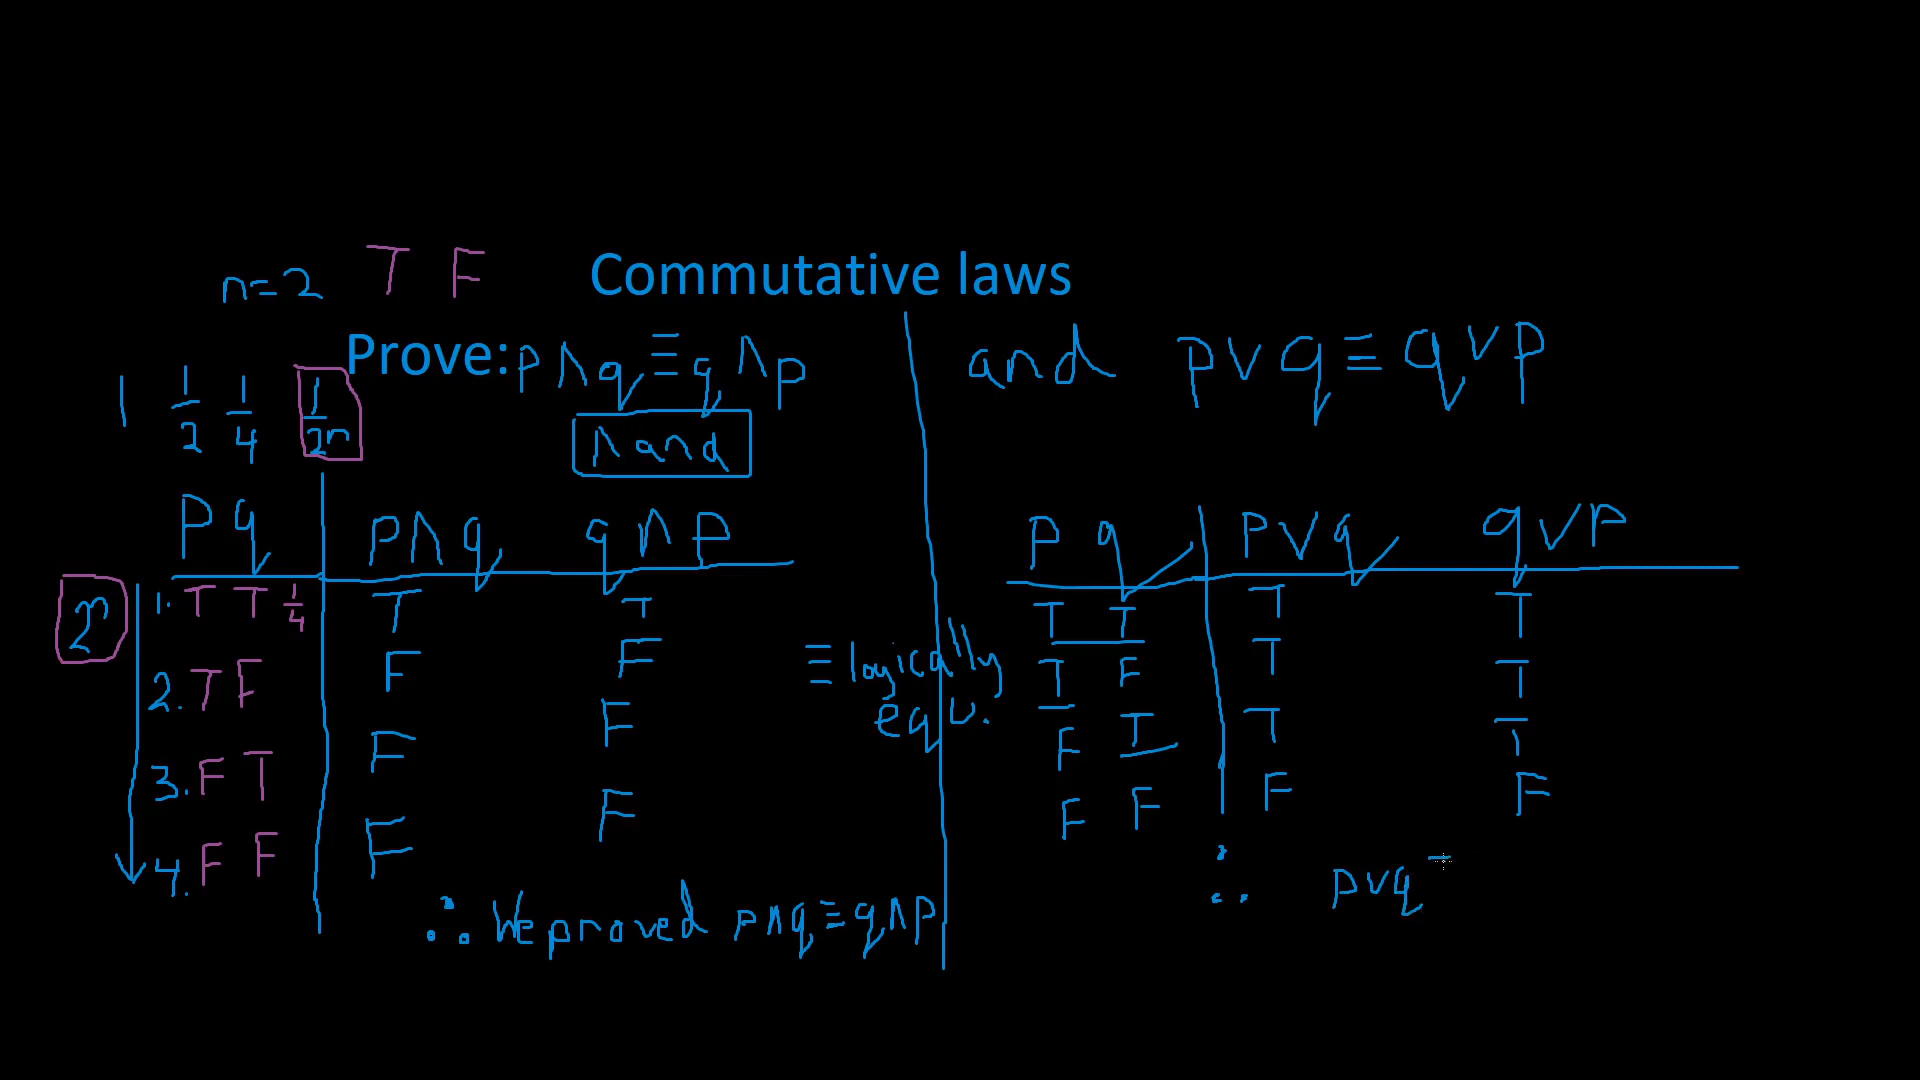 n=2 T F Commutative laws
Prove: p∧q≡q∧p and p∨q≡q∨p
1 1/2 1/4 1/2ⁿ
∧ and
p q p∧q q∧p
2ⁿ 1. T T 1/4 T T
2. T F F F
3. F T F F
4. F F F F
≡ logically
equ.
∴ We proved p∧q≡q∧p
p q p∨q q∨p
T T T T
T F T T
F T T T
F F F F
∴ p∨q -